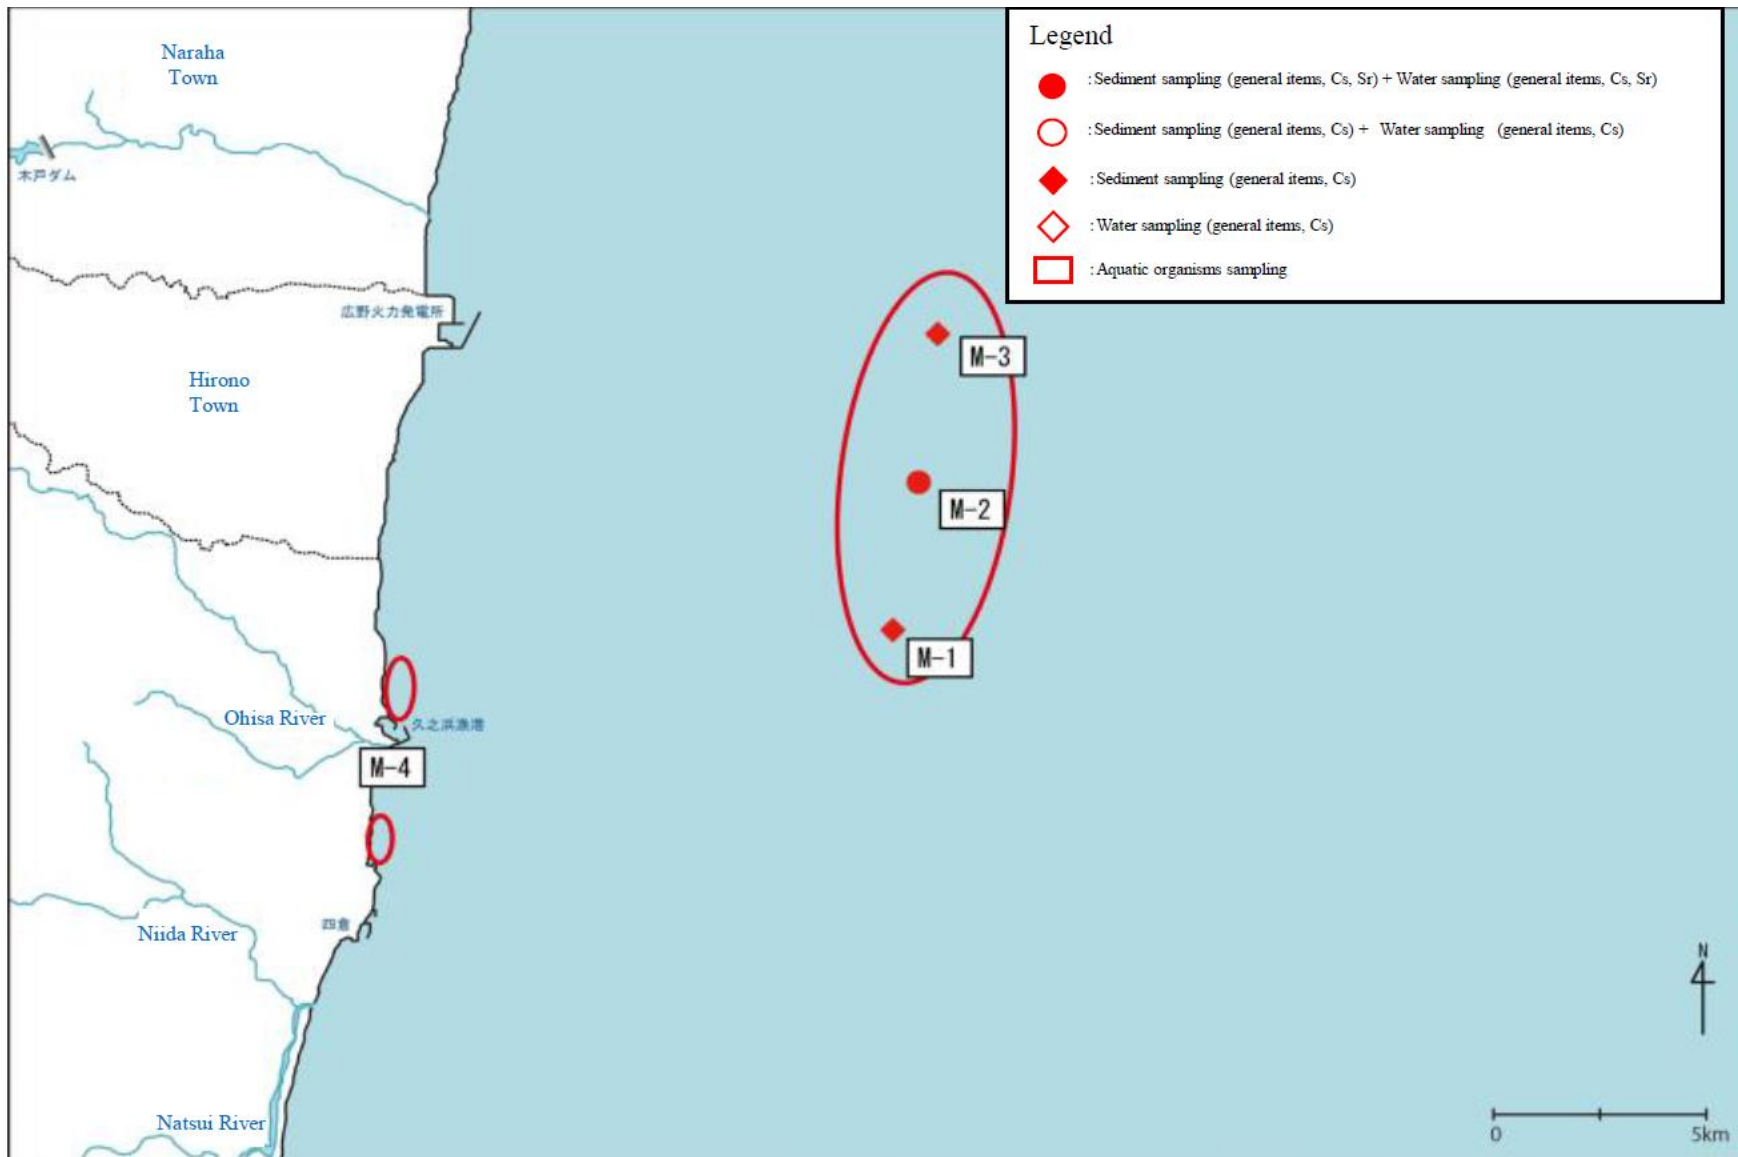 Naraha
Town
木戸ダム
広野火力発電所
Hirono
Town
Ohisa River
久之浜漁港
M-4
Niida River
四倉
Natsui River
M-3
M-2
M-1
Legend
:Sediment sampling (general items, Cs, Sr) + Water sampling (general items, Cs, Sr)
:Sediment sampling (general items, Cs) + Water sampling (general items, Cs)
:Sediment sampling (general items, Cs)
:Water sampling (general items, Cs)
:Aquatic organisms sampling
N
0 5km